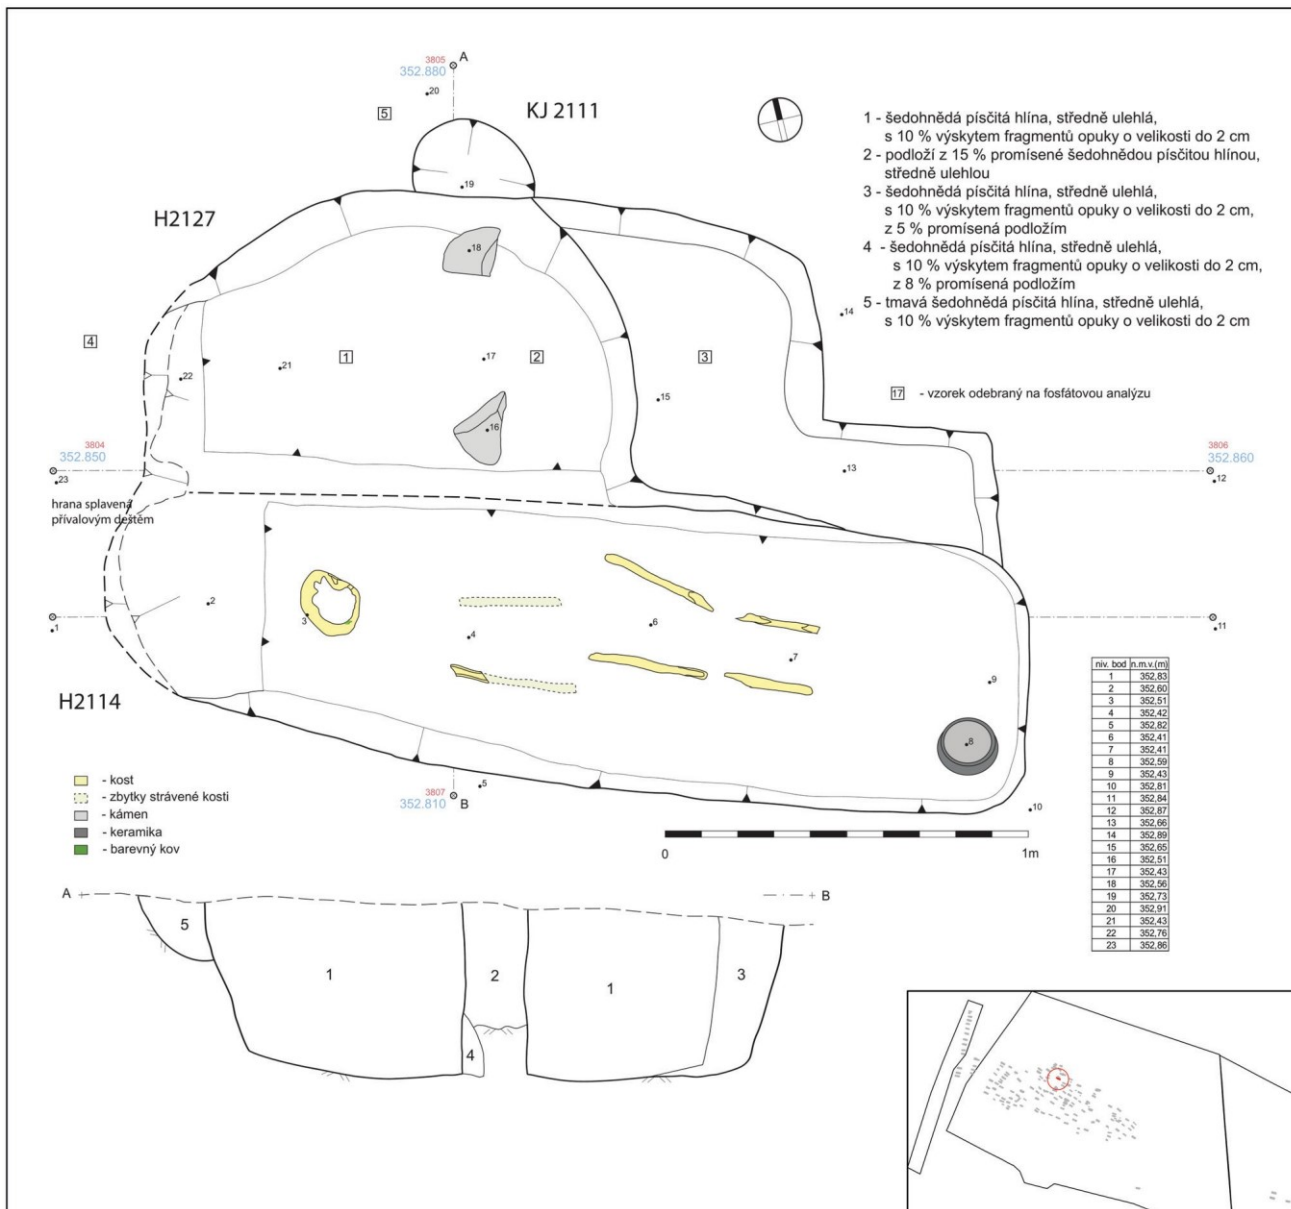 3805
352.880
A
20
5
KJ 2111
19
H2127
18
1 - šedohnědá písčitá hlína, středně ulehlá,
s 10 % výskytem fragmentů opuky o velikosti do 2 cm
2 - podloží z 15 % promísené šedohnědou písčitou hlínou,
středně ulehlou
3 - šedohnědá písčitá hlína, středně ulehlá,
s 10 % výskytem fragmentů opuky o velikosti do 2 cm,
z 5 % promísená podložím
4 - šedohnědá písčitá hlína, středně ulehlá,
s 10 % výskytem fragmentů opuky o velikosti do 2 cm,
z 8 % promísená podložím
5 - tmavá šedohnědá písčitá hlína, středně ulehlá,
s 10 % výskytem fragmentů opuky o velikosti do 2 cm
14
4
1
17
2
3
21
22
15
17 - vzorek odebraný na fosfátovou analýzu
16
3804
352.850
23
13
3806
352.860
12
hrana splavená
přívalovým deštěm
2
3
1
4
6
11
7
9
H2114
8
5
10
3807
352.810
B
- kost
- zbytky strávené kosti
- kámen
- keramika
- barevný kov
0
1m
niv. bod n.m.v.(m)
1 352,83
2 352,60
3 352,51
4 352,42
5 352,82
6 352,41
7 352,41
8 352,59
9 352,43
10 352,81
11 352,84
12 352,87
13 352,66
14 352,89
15 352,65
16 352,51
17 352,43
18 352,56
19 352,73
20 352,91
21 352,43
22 352,76
23 352,86
A
B
5
1
2
1
3
4